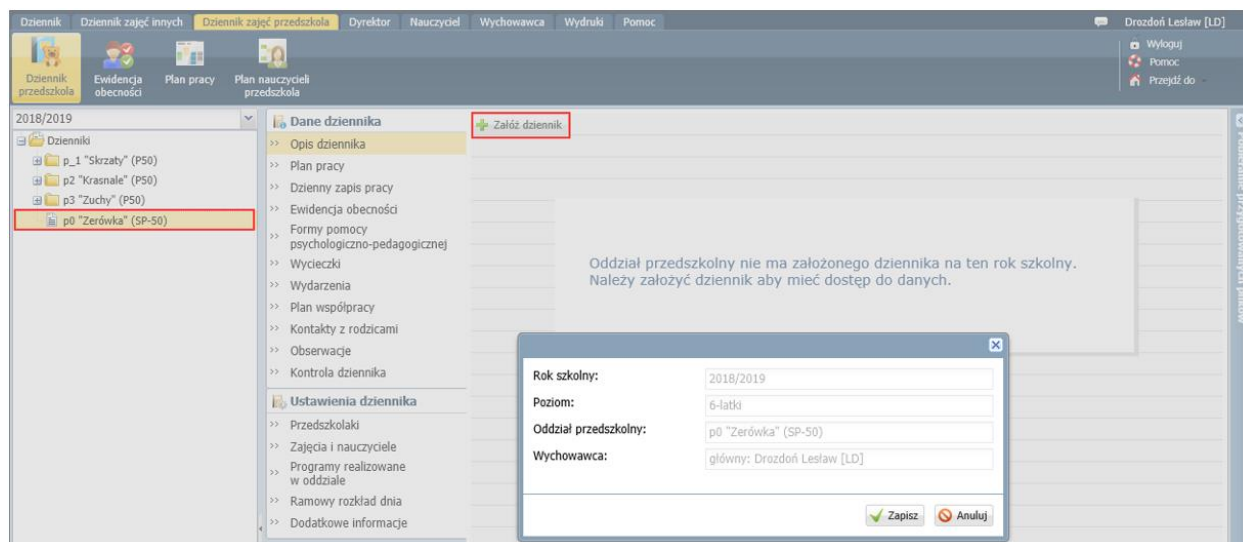 Dziennik Dziennik zajęć innych Dziennik zajęć przedszkola Dyrektor Nauczyciel Wychowawca Wydruki Pomoc Drozdoń Lesław [LD]
Dziennik przedszkola
Ewidencja obecności
Plan pracy
Plan nauczycieli przedszkola
Wyloguj
Pomoc
Przejdź do
2018/2019
Dzienniki
p_1 "Skrzaty" (P50)
p2 "Krasnale" (P50)
p3 "Zuchy" (P50)
p0 "Zerówka" (SP-50)
Dane dziennika
>> Opis dziennika
>> Plan pracy
>> Dzienny zapis pracy
>> Ewidencja obecności
>> Formy pomocy
psychologiczno-pedagogicznej
>> Wycieczki
>> Wydarzenia
>> Plan współpracy
>> Kontakty z rodzicami
>> Obserwacje
>> Kontrola dziennika
Ustawienia dziennika
>> Przedszkolaki
>> Zajęcia i nauczyciele
>> Programy realizowane
w oddziale
>> Ramowy rozkład dnia
>> Dodatkowe informacje
Załóż dziennik
Oddział przedszkolny nie ma założonego dziennika na ten rok szkolny.
Należy założyć dziennik aby mieć dostęp do danych.
Rok szkolny: 2018/2019
Poziom: 6-latki
Oddział przedszkolny: p0 "Zerówka" (SP-50)
Wychowawca: główny: Drozdoń Lesław [LD]
Zapisz Anuluj
Pobieranie przygotowanych plików